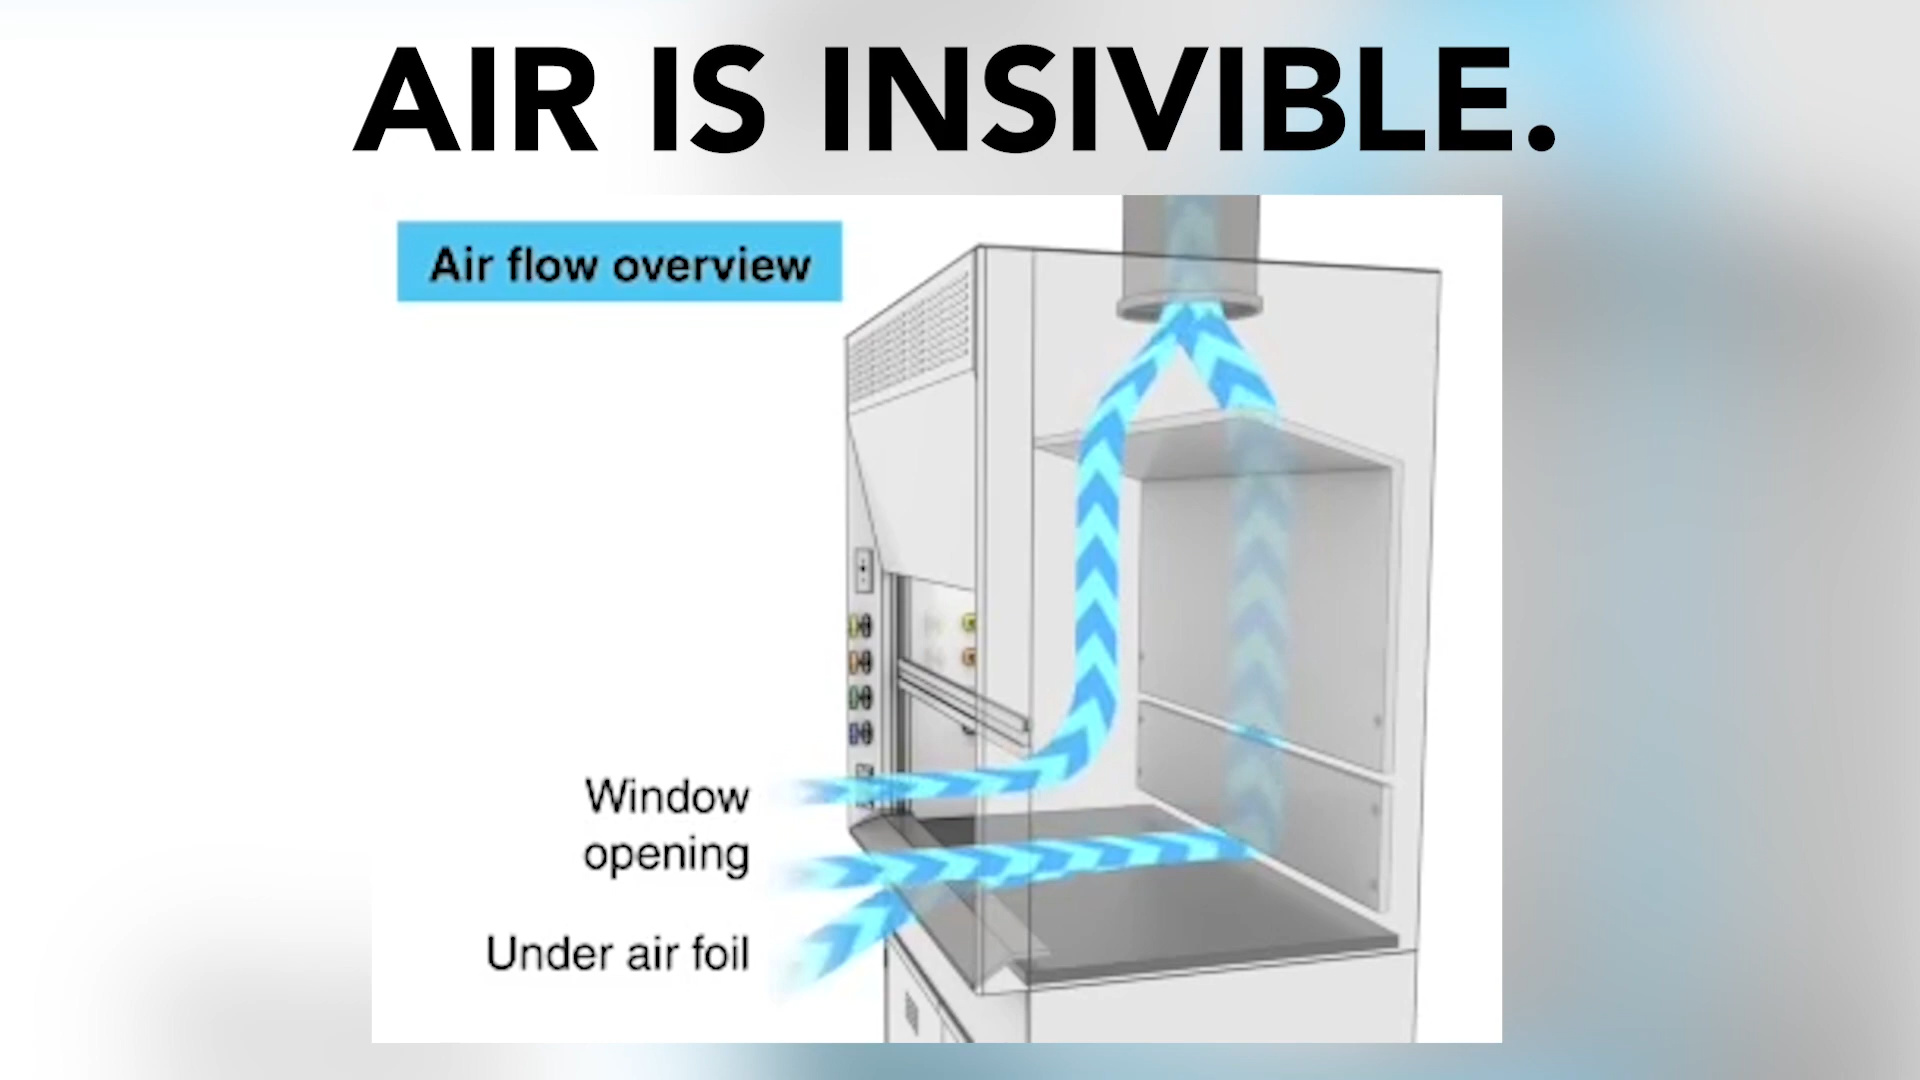 AIR IS INSIVIBLE.
Air flow overview
Window
opening
Under air foil